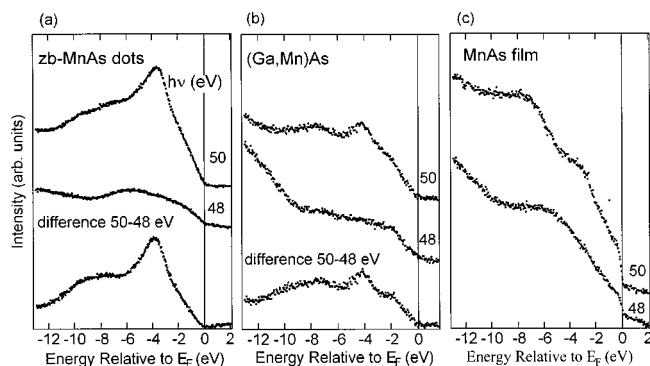 (a)
(b)
(c)
zb-MnAs dots
(Ga,Mn)As
MnAs film
hν (eV)
50
48
difference 50-48 eV
50
48
difference 50-48 eV
50
48
Intensity (arb. units)
-12 -10 -8 -6 -4 -2 0 2
-12 -10 -8 -6 -4 -2 0 2
-12 -10 -8 -6 -4 -2 0 2
Energy Relative to EF (eV)
Energy Relative to EF (eV)
Energy Relative to EF (eV)